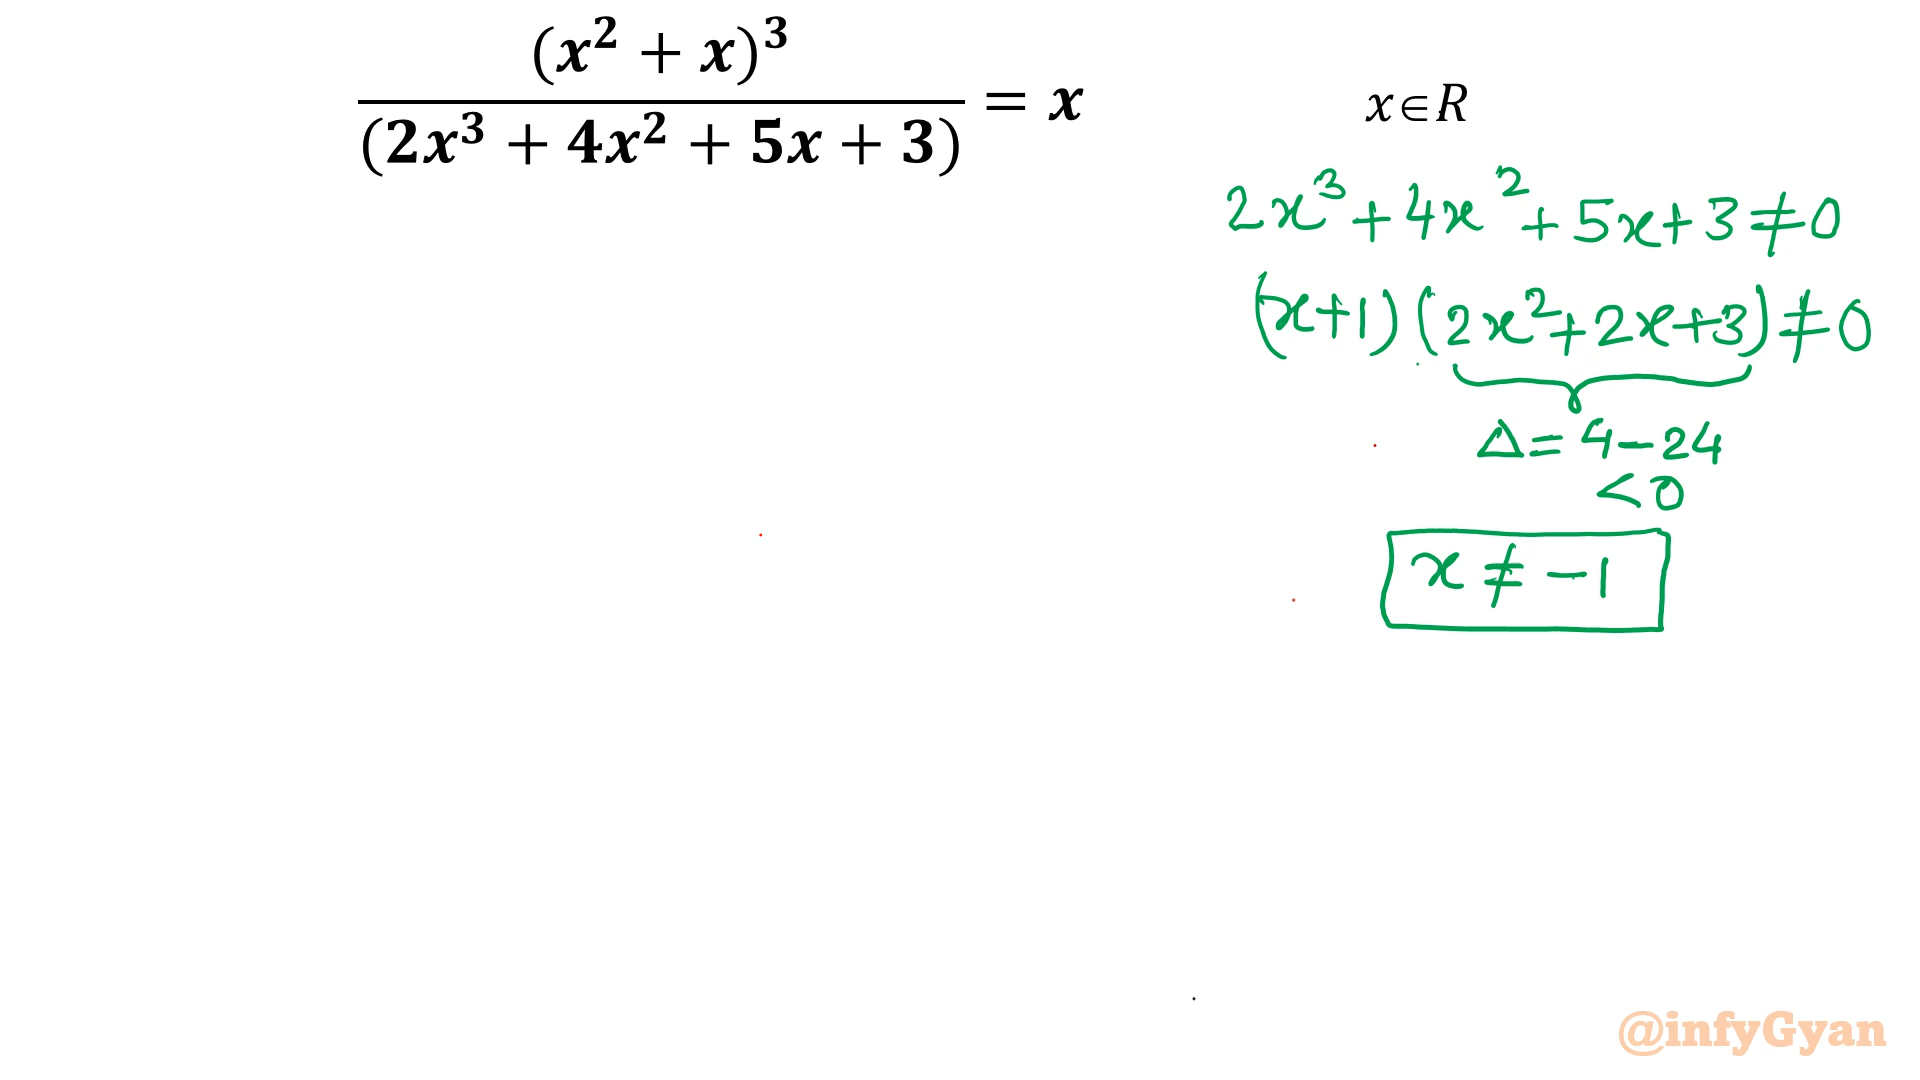 (x² + x)³
/ (2x³ + 4x² + 5x + 3) = x
x ∈ R
2x³ + 4x² + 5x + 3 ≠ 0
(x+1)(2x² + 2x + 3) ≠ 0
Δ = 4 − 24
< 0
x ≠ −1
@infyGyan